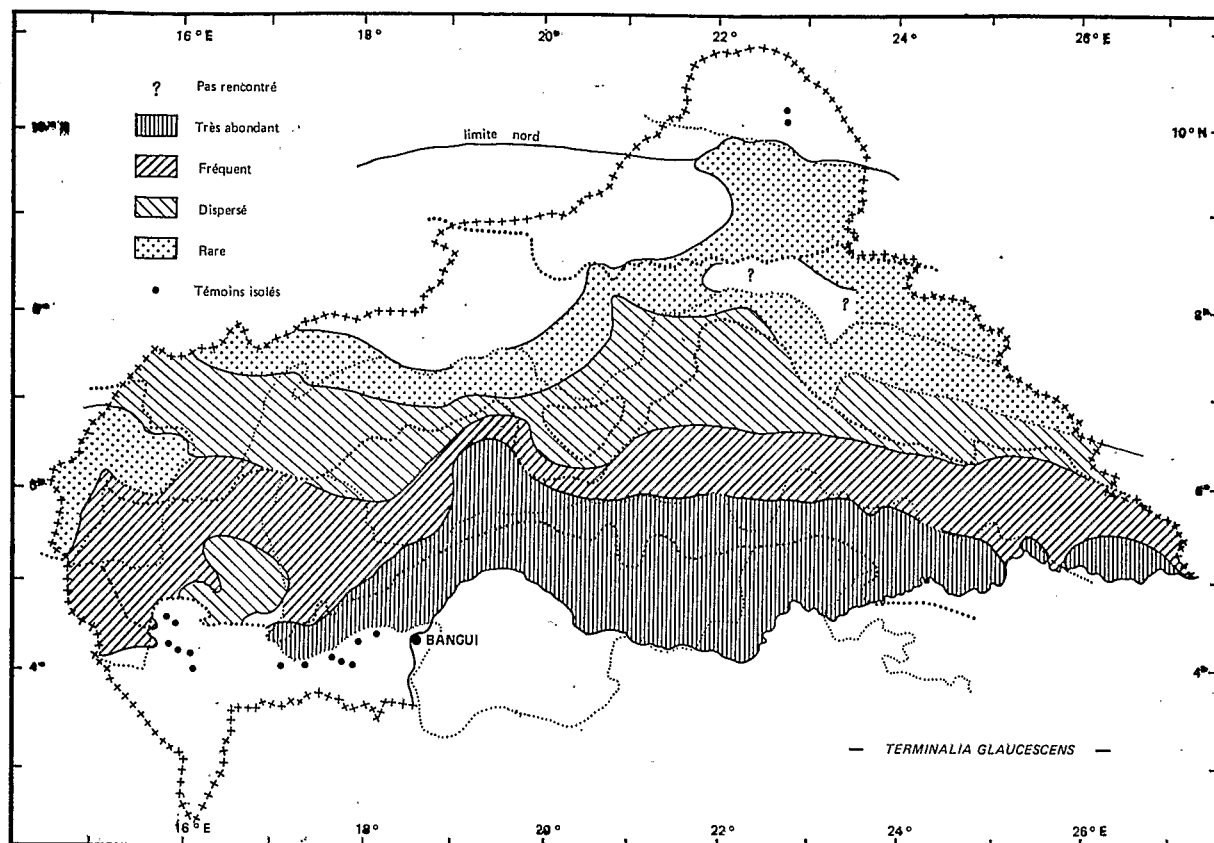 16°E 18° 20° 22° 24° 26°E
? Pas rencontré
Très abondant
Fréquent
Dispersé
Rare
Témoins isolés
limite nord
10°N
8°
?
?
6°
4°
4°
BANGUI
— TERMINALIA GLAUCESCENS —
16°E 18° 20° 22° 24° 26°E